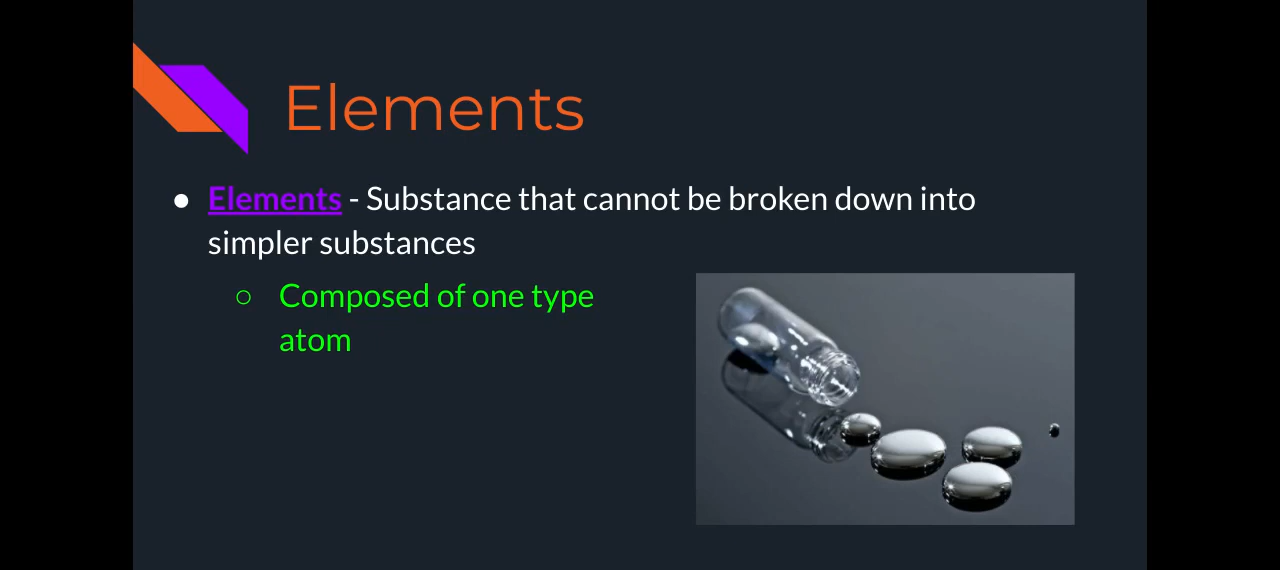 Elements
● Elements - Substance that cannot be broken down into
simpler substances
○ Composed of one type
atom